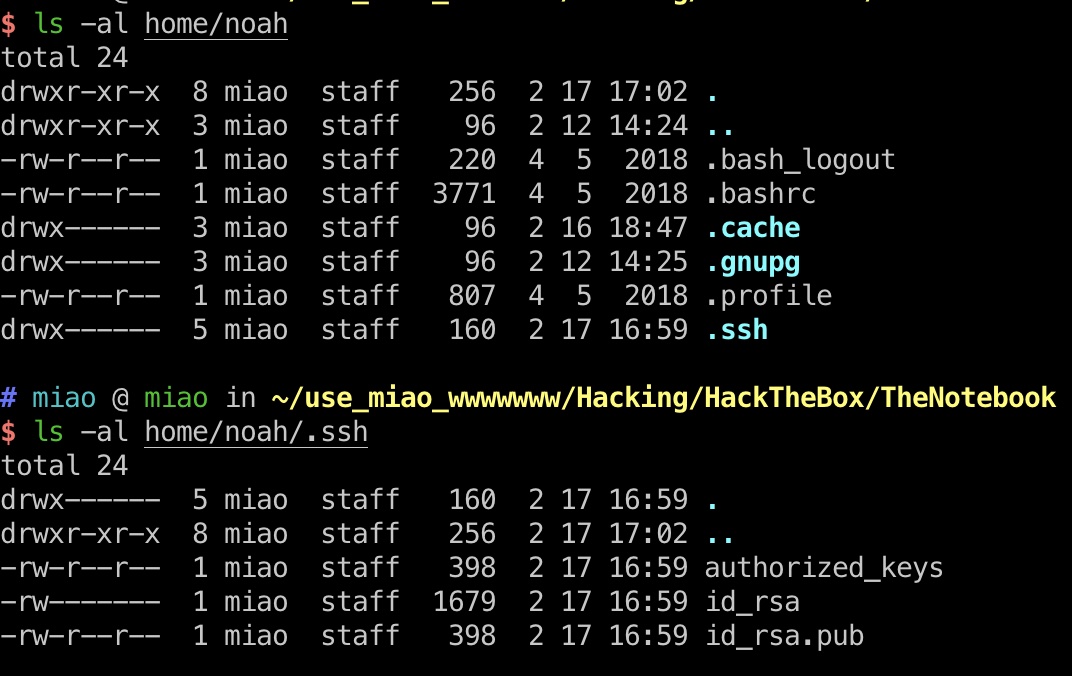 $ ls -al home/noah
total 24
drwxr-xr-x 8 miao staff 256 2 17 17:02 .
drwxr-xr-x 3 miao staff 96 2 12 14:24 ..
-rw-r--r-- 1 miao staff 220 4 5 2018 .bash_logout
-rw-r--r-- 1 miao staff 3771 4 5 2018 .bashrc
drwx------ 3 miao staff 96 2 16 18:47 .cache
drwx------ 3 miao staff 96 2 12 14:25 .gnupg
-rw-r--r-- 1 miao staff 807 4 5 2018 .profile
drwx------ 5 miao staff 160 2 17 16:59 .ssh
# miao @ miao in ~/use_miao_wwwwwww/Hacking/HackTheBox/TheNotebook
$ ls -al home/noah/.ssh
total 24
drwx------ 5 miao staff 160 2 17 16:59 .
drwxr-xr-x 8 miao staff 256 2 17 17:02 ..
-rw-r--r-- 1 miao staff 398 2 17 16:59 authorized_keys
-rw------- 1 miao staff 1679 2 17 16:59 id_rsa
-rw-r--r-- 1 miao staff 398 2 17 16:59 id_rsa.pub